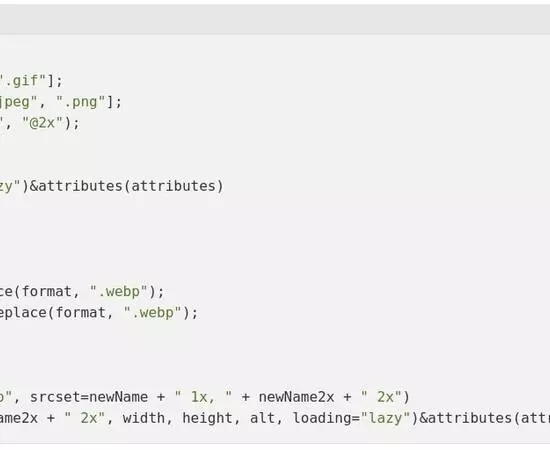 ".gif"];
jpeg", ".png"];
", "@2x");
zy")&attributes(attributes)
ce(format, ".webp");
eplace(format, ".webp");
p", srcset=newName + " 1x, " + newName2x + " 2x")
ame2x + " 2x", width, height, alt, loading="lazy")&attributes(attr